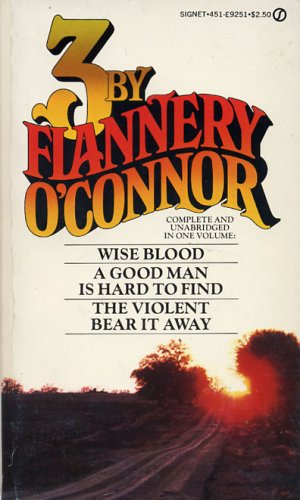 SIGNET•451-E9251•$2.50
3 BY
FLANNERY
O'CONNOR
COMPLETE AND
UNABRIDGED
IN ONE VOLUME:
WISE BLOOD
A GOOD MAN
IS HARD TO FIND
THE VIOLENT
BEAR IT AWAY